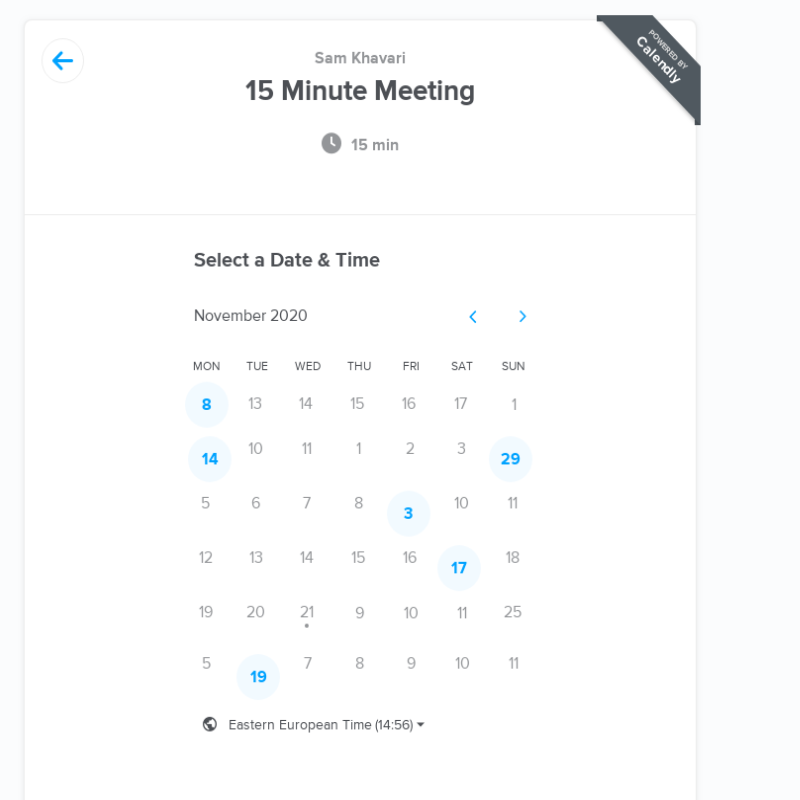 POWERED BY
Calendly
Sam Khavari
15 Minute Meeting
15 min
Select a Date & Time
November 2020
MON TUE WED THU FRI SAT SUN
8 13 14 15 16 17 1
14 10 11 1 2 3 29
5 6 7 8 3 10 11
12 13 14 15 16 17 18
19 20 21 9 10 11 25
5 19 7 8 9 10 11
Eastern European Time (14:56)